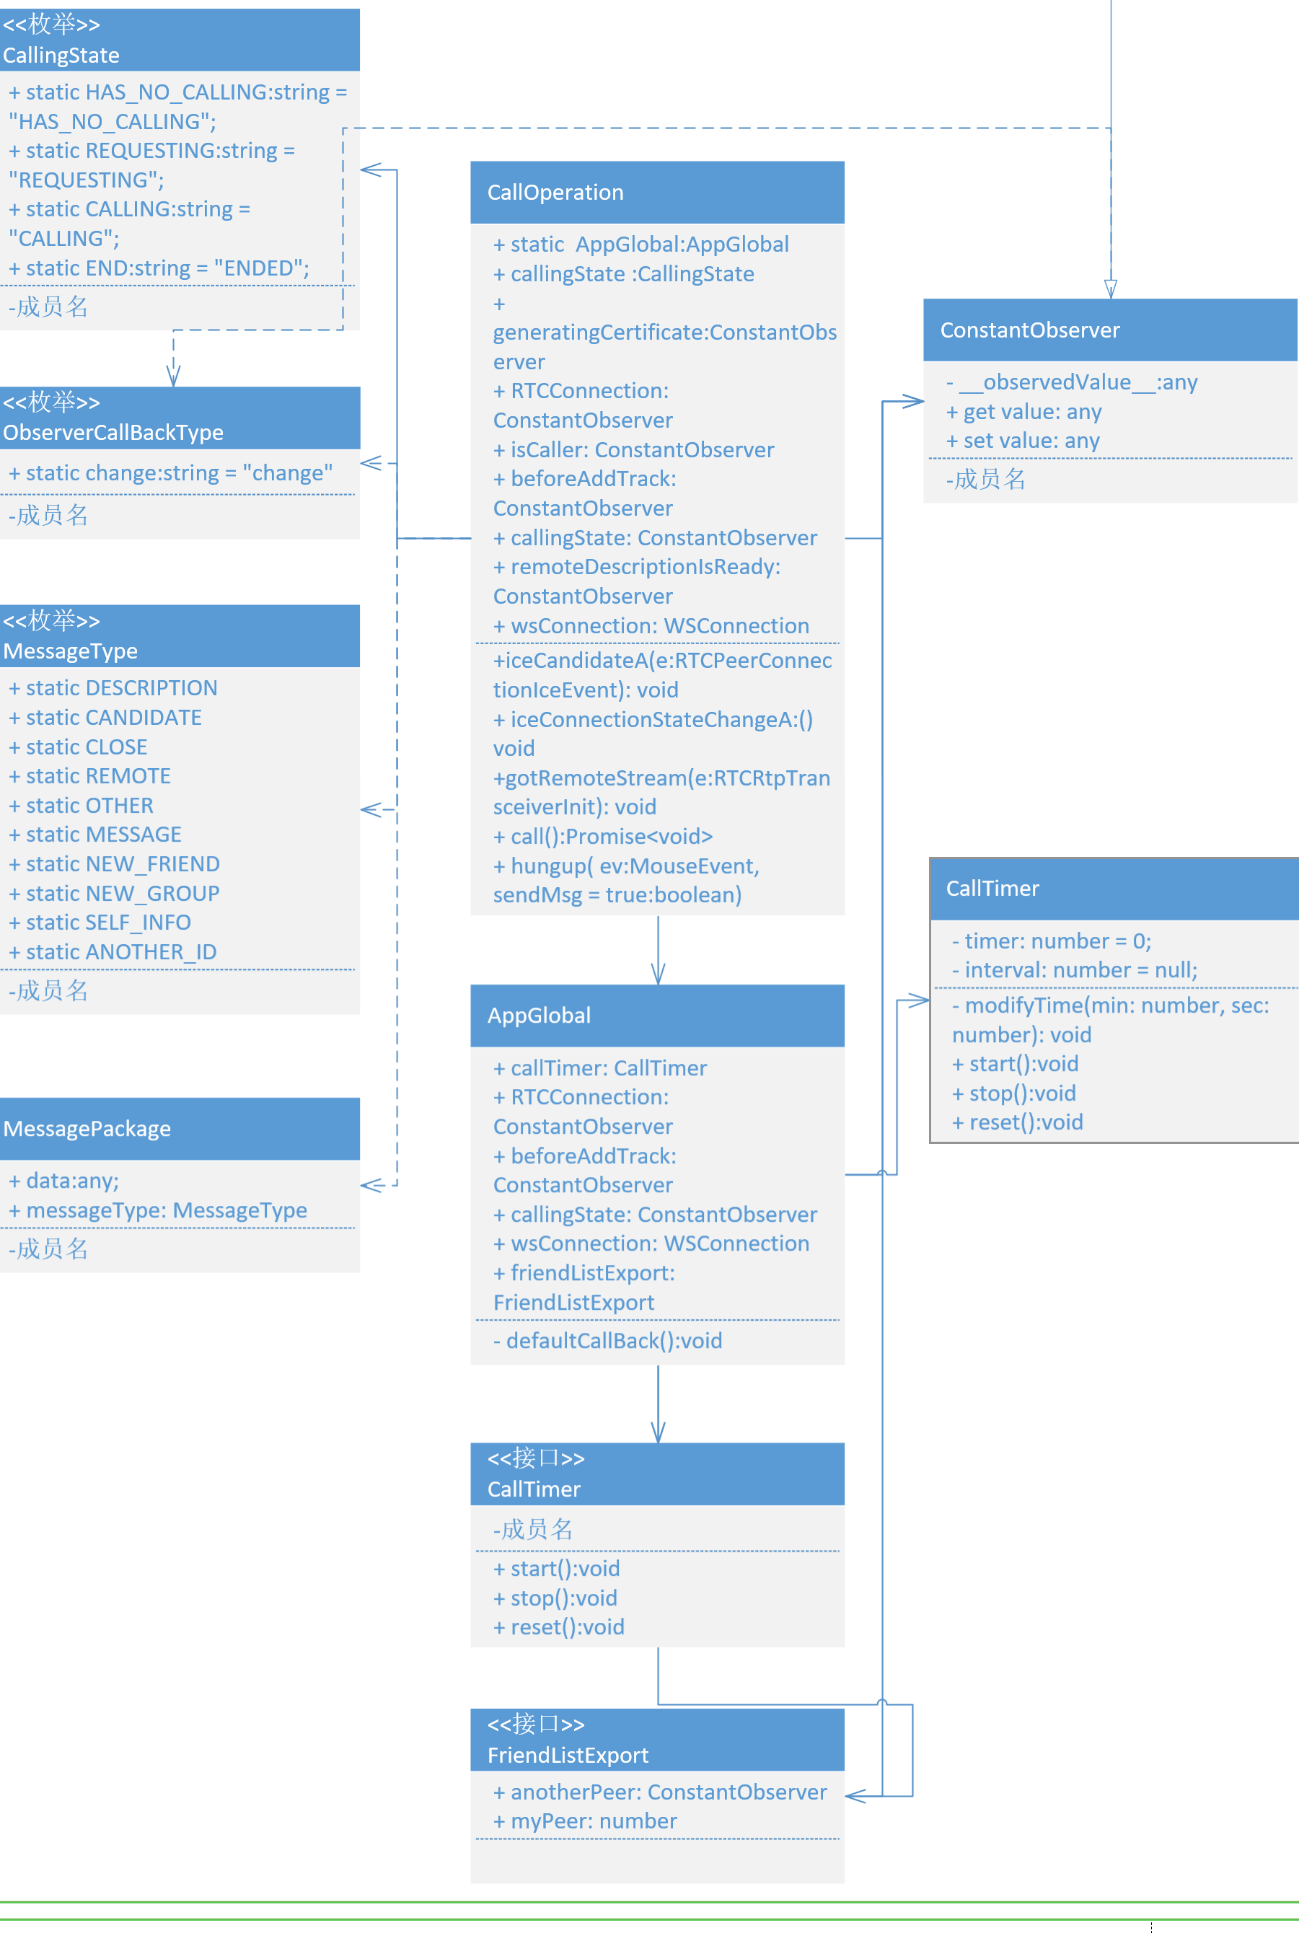 <<枚举>>
CallingState
+ static HAS_NO_CALLING:string =
"HAS_NO_CALLING";
+ static REQUESTING:string =
"REQUESTING";
+ static CALLING:string =
"CALLING";
+ static END:string = "ENDED";
-成员名
<<枚举>>
ObserverCallBackType
+ static change:string = "change"
-成员名
<<枚举>>
MessageType
+ static DESCRIPTION
+ static CANDIDATE
+ static CLOSE
+ static REMOTE
+ static OTHER
+ static MESSAGE
+ static NEW_FRIEND
+ static NEW_GROUP
+ static SELF_INFO
+ static ANOTHER_ID
-成员名
MessagePackage
+ data:any;
+ messageType: MessageType
-成员名
CallOperation
+ static  AppGlobal:AppGlobal
+ callingState :CallingState
+
generatingCertificate:ConstantObs
erver
+ RTCConnection:
ConstantObserver
+ isCaller: ConstantObserver
+ beforeAddTrack:
ConstantObserver
+ callingState: ConstantObserver
+ remoteDescriptionIsReady:
ConstantObserver
+ wsConnection: WSConnection
+iceCandidateA(e:RTCPeerConnec
tionIceEvent): void
+ iceConnectionStateChangeA:()
void
+gotRemoteStream(e:RTCRtpTran
sceiverInit): void
+ call():Promise<void>
+ hungup( ev:MouseEvent,
sendMsg = true:boolean)
AppGlobal
+ callTimer: CallTimer
+ RTCConnection:
ConstantObserver
+ beforeAddTrack:
ConstantObserver
+ callingState: ConstantObserver
+ wsConnection: WSConnection
+ friendListExport:
FriendListExport
- defaultCallBack():void
<<接口>>
CallTimer
-成员名
+ start():void
+ stop():void
+ reset():void
<<接口>>
FriendListExport
+ anotherPeer: ConstantObserver
+ myPeer: number
ConstantObserver
- __observedValue__:any
+ get value: any
+ set value: any
-成员名
CallTimer
- timer: number = 0;
- interval: number = null;
- modifyTime(min: number, sec:
number): void
+ start():void
+ stop():void
+ reset():void